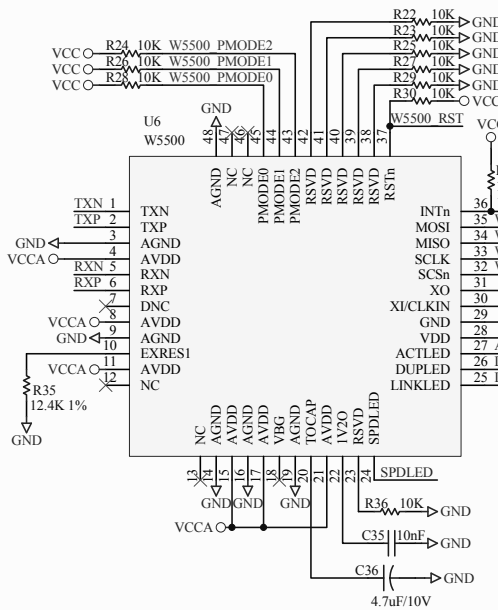 R22 10K GND
R23 10K GND
R24 10K W5500_PMODE2 R25 10K GND
VCC R26 10K W5500_PMODE1 R27 10K GND
VCC R28 10K W5500_PMODE0 R29 10K GND
VCC R30 10K VCC
GND
W5500_RST
U6
W5500
48 47 46 45 44 43 42 41 40 39 38 37
AGND NC NC PMODE0 PMODE1 PMODE2 RSVD RSVD RSVD RSVD RSVD RSTn
TXN 1 TXN
TXP 2 TXP
GND 3 AGND
VCCA 4 AVDD
RXN 5 RXN
RXP 6 RXP
7 DNC
VCCA 8 AVDD
GND 9 AGND
10 EXRES1
VCCA 11 AVDD
12 NC
R35
12.4K 1%
GND
INTn 36
MOSI 35
MISO 34
SCLK 33
SCSn 32
XO 31
XI/CLKIN 30
GND 29
VDD 28
ACTLED 27
DUPLED 26
LINKLED 25
NC AGND AVDD AGND AVDD VBG AGND TOCAP AVDD 1V2O RSVD SPDLED
13 14 15 16 17 18 19 20 21 22 23 24
GND GND GND
SPDLED
VCCA
R36 10K GND
C35 10nF GND
C36 GND
4.7uF/10V